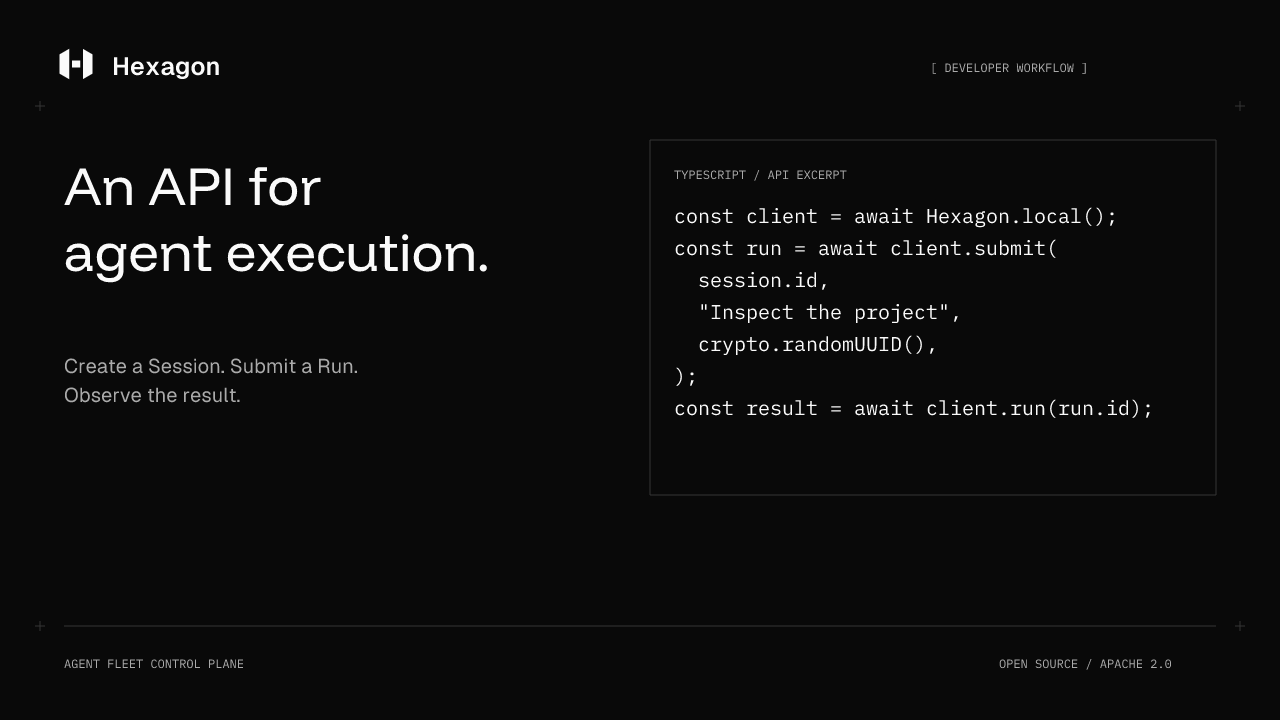 Hexagon
[ DEVELOPER WORKFLOW ]
An API for
agent execution.
Create a Session. Submit a Run.
Observe the result.
TYPESCRIPT / API EXCERPT
const client = await Hexagon.local();
const run = await client.submit(
  session.id,
  "Inspect the project",
  crypto.randomUUID(),
);
const result = await client.run(run.id);
AGENT FLEET CONTROL PLANE
OPEN SOURCE / APACHE 2.0